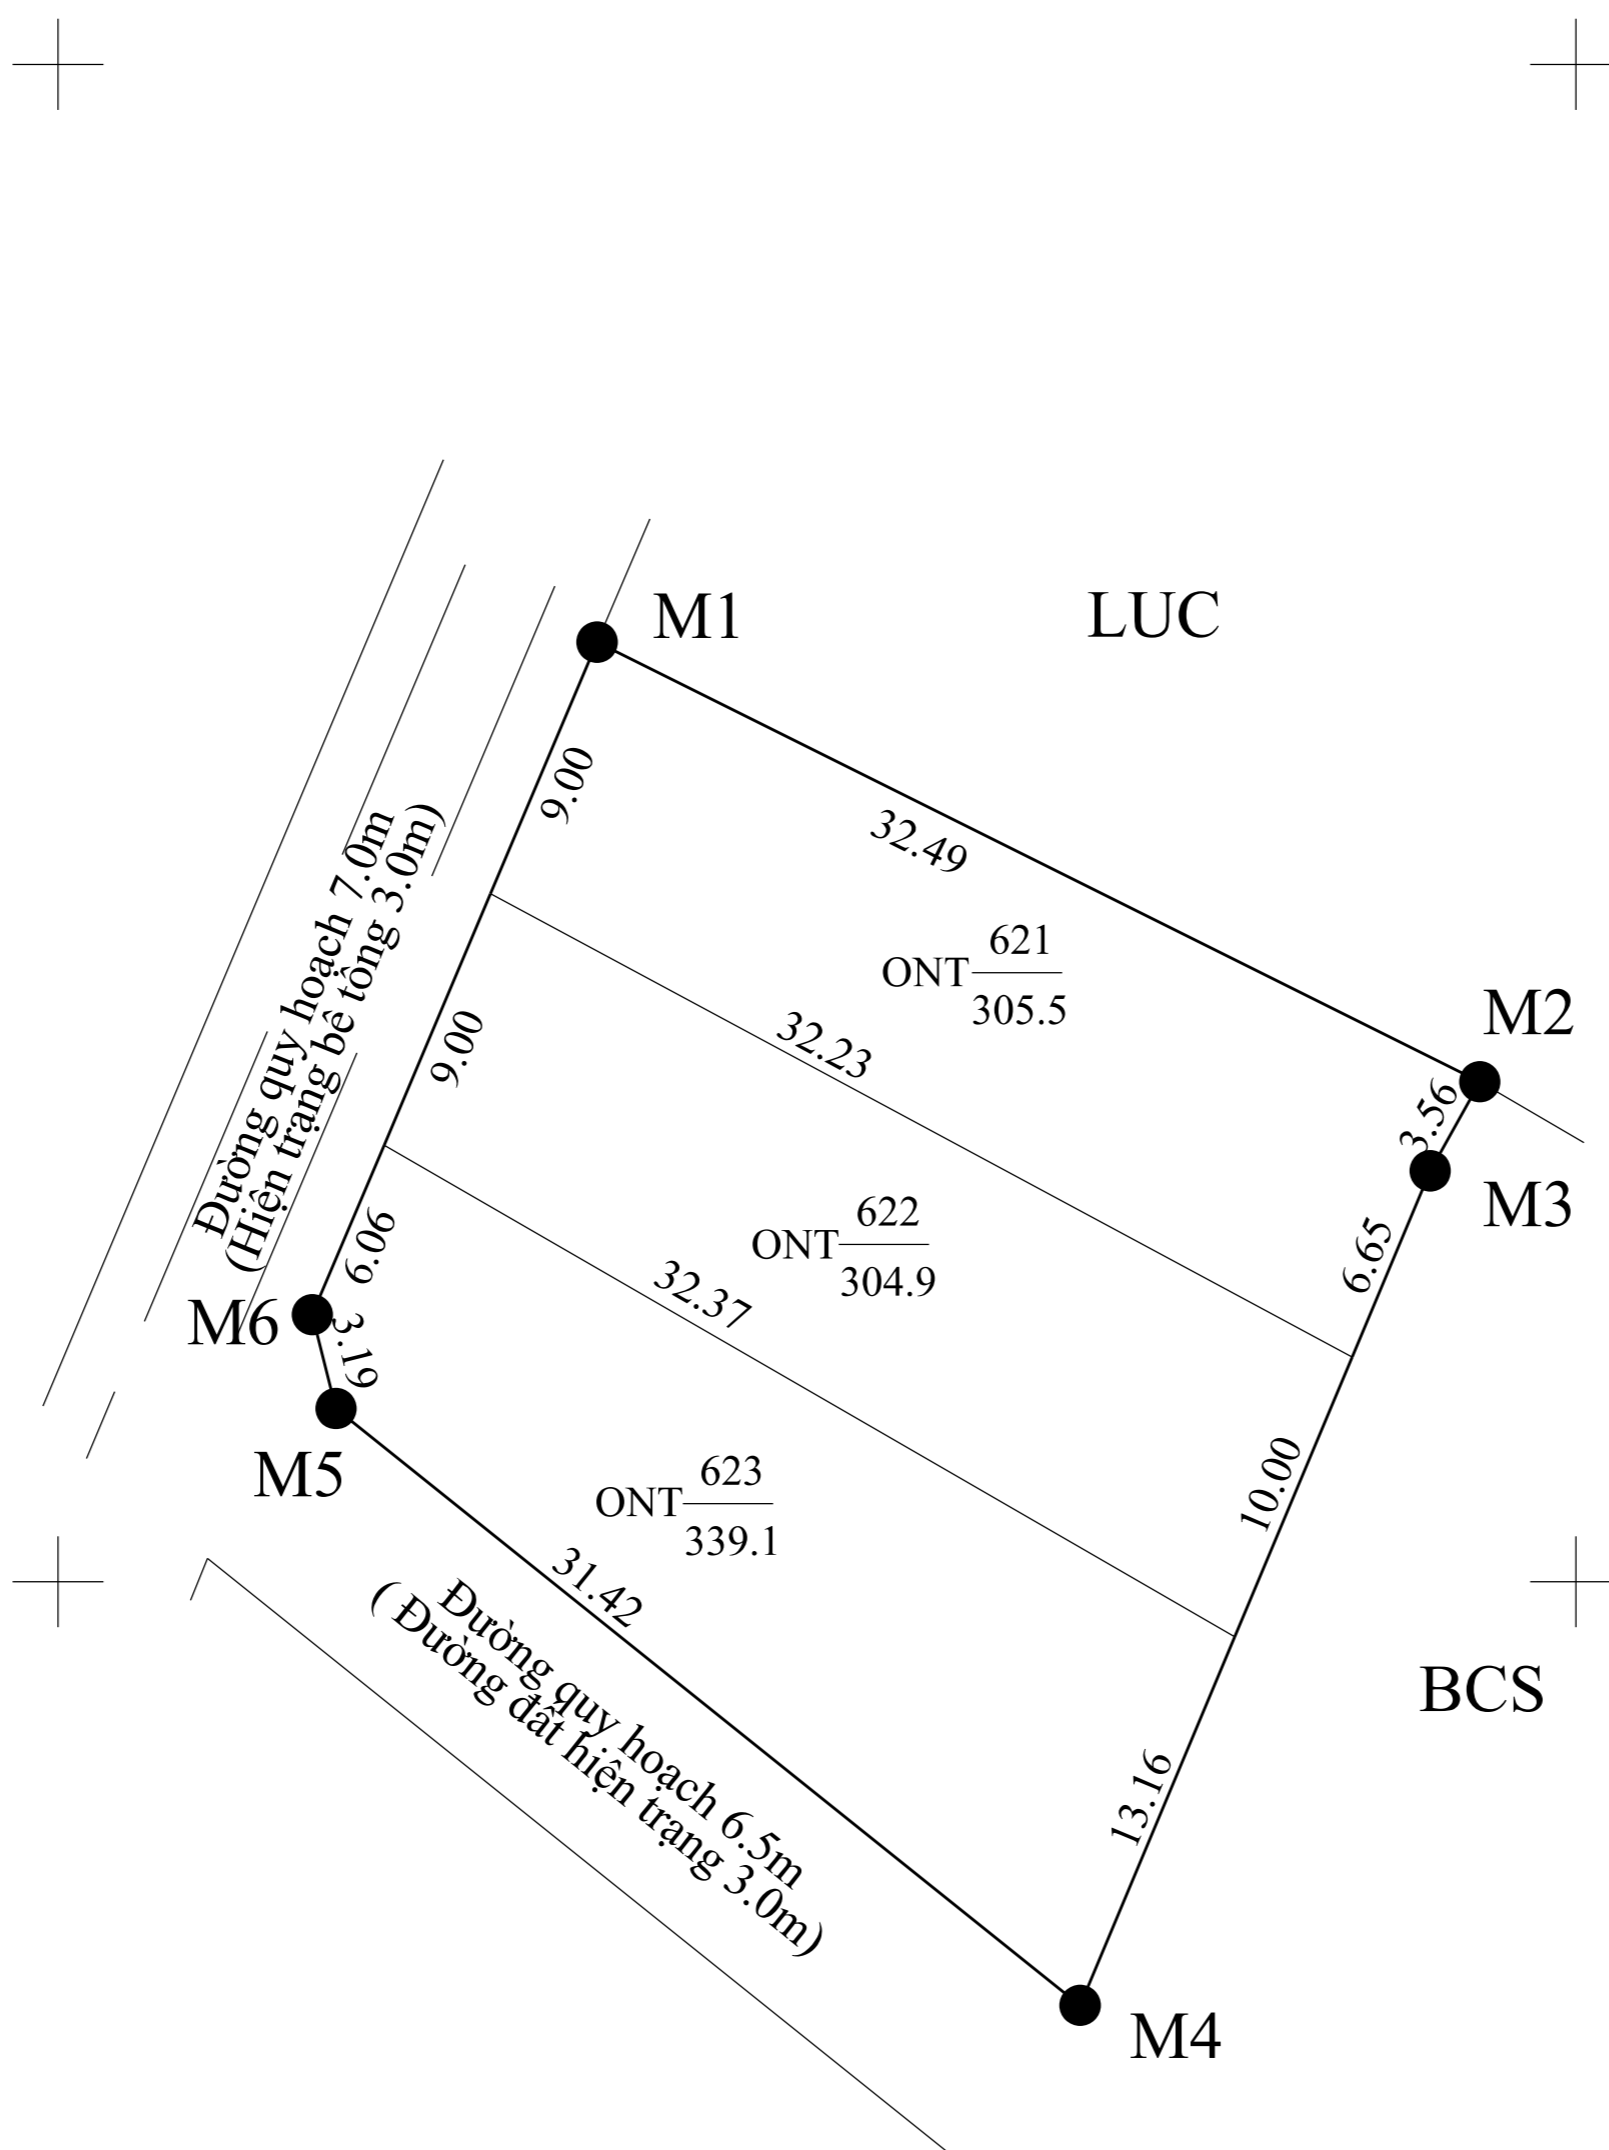 M1
LUC
9.00
32.49
Đường quy hoạch 7.0m
(Hiện trạng bê tông 3.0m)
621
ONT
305.5
M2
32.23
9.00
3.56
M3
622
ONT
304.9
6.65
6.06
32.37
M6
3.19
M5
623
ONT
339.1
10.00
31.42
Đường quy hoạch 6.5m
( Đường đất hiện trạng 3.0m)
BCS
13.16
M4